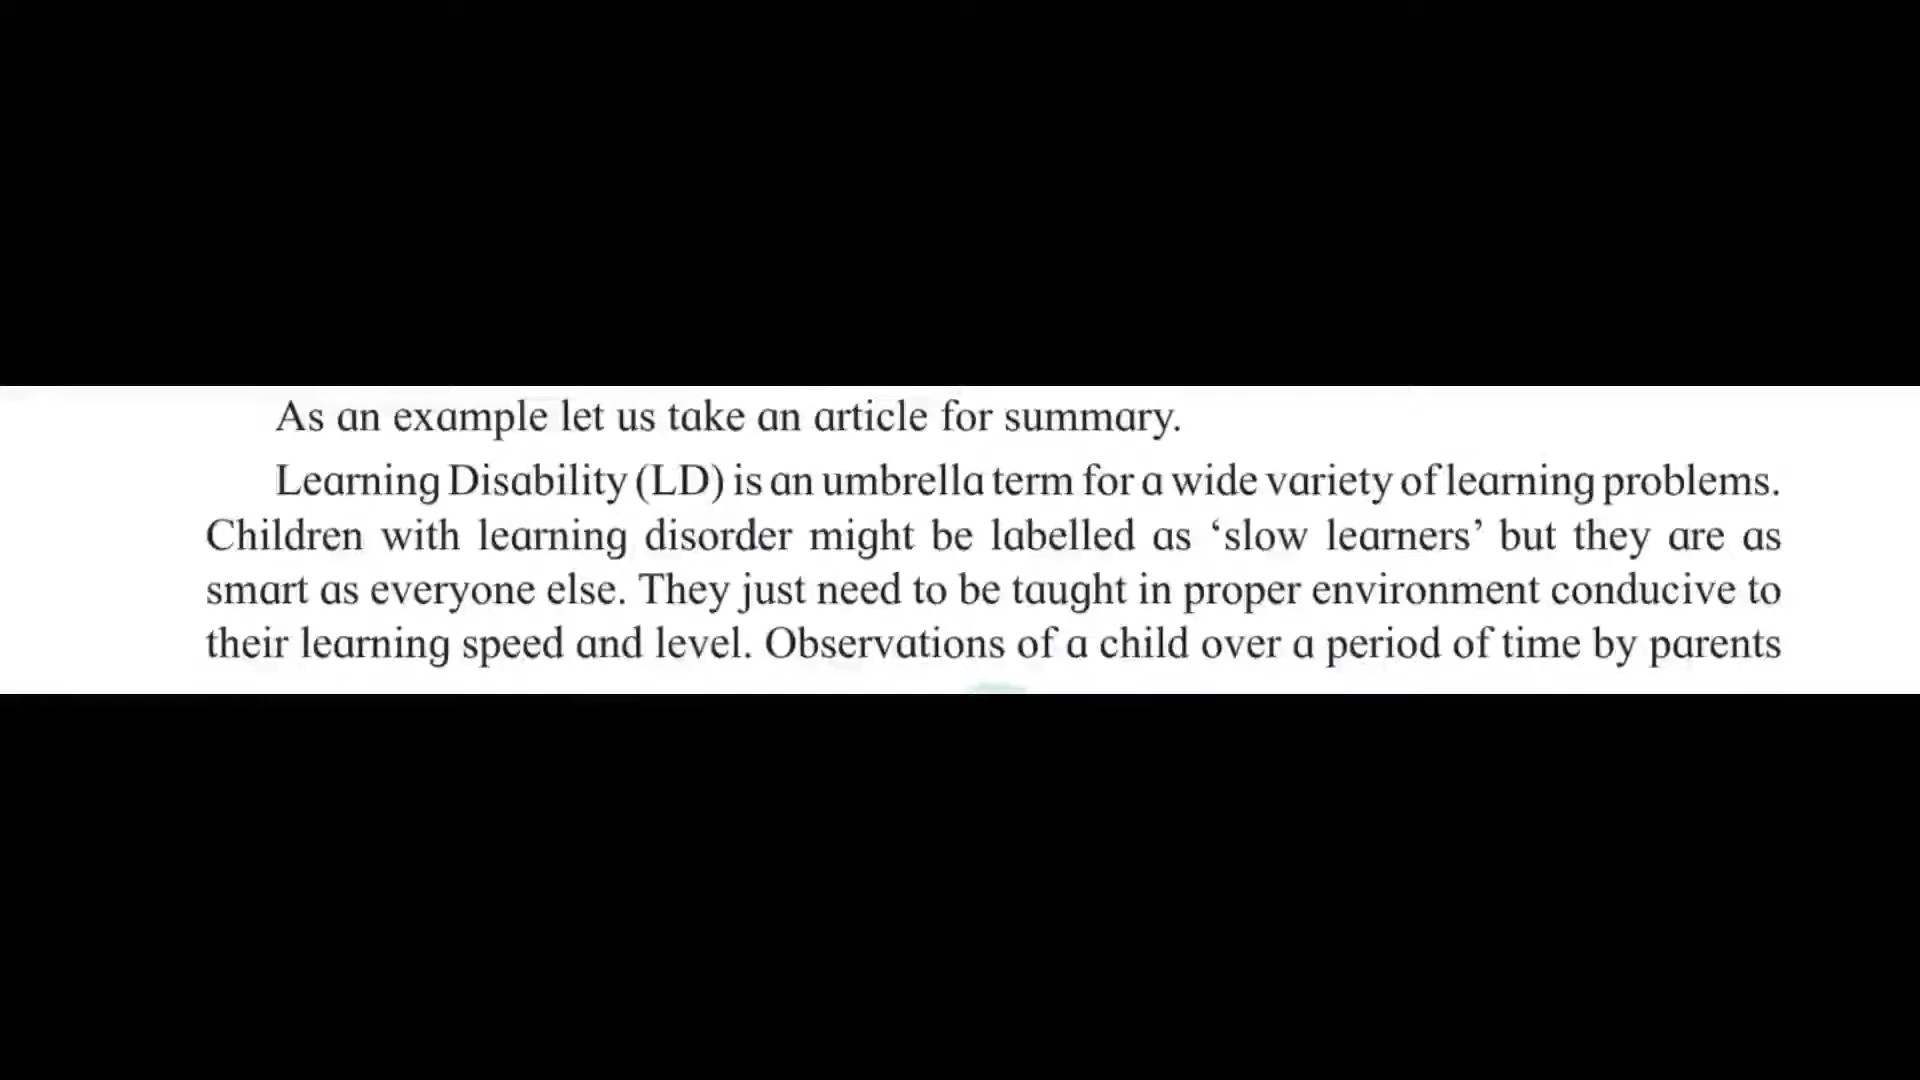 As an example let us take an article for summary.
Learning Disability (LD) is an umbrella term for a wide variety of learning problems.
Children with learning disorder might be labelled as ‘slow learners’ but they are as
smart as everyone else. They just need to be taught in proper environment conducive to
their learning speed and level. Observations of a child over a period of time by parents